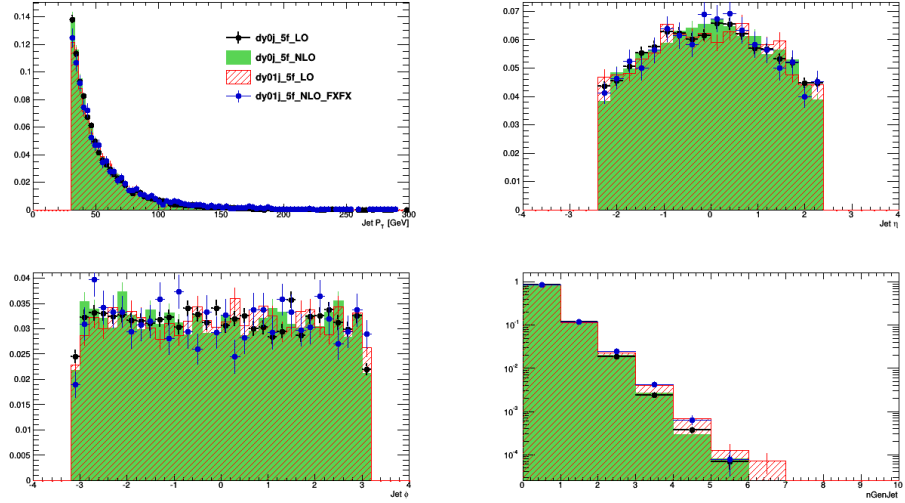 0.14
0.12
0.1
0.08
0.06
0.04
0.02
0
0 50 100 150 200 250 300
Jet P_T [GeV]
dy0j_5f_LO
dy0j_5f_NLO
dy01j_5f_LO
dy01j_5f_NLO_FXFX
0.07
0.06
0.05
0.04
0.03
0.02
0.01
0
-4 -3 -2 -1 0 1 2 3 4
Jet η
0.04
0.035
0.03
0.025
0.02
0.015
0.01
0.005
0
-4 -3 -2 -1 0 1 2 3 4
Jet ϕ
1
10^-1
10^-2
10^-3
10^-4
0 1 2 3 4 5 6 7 8 9 10
nGenJet